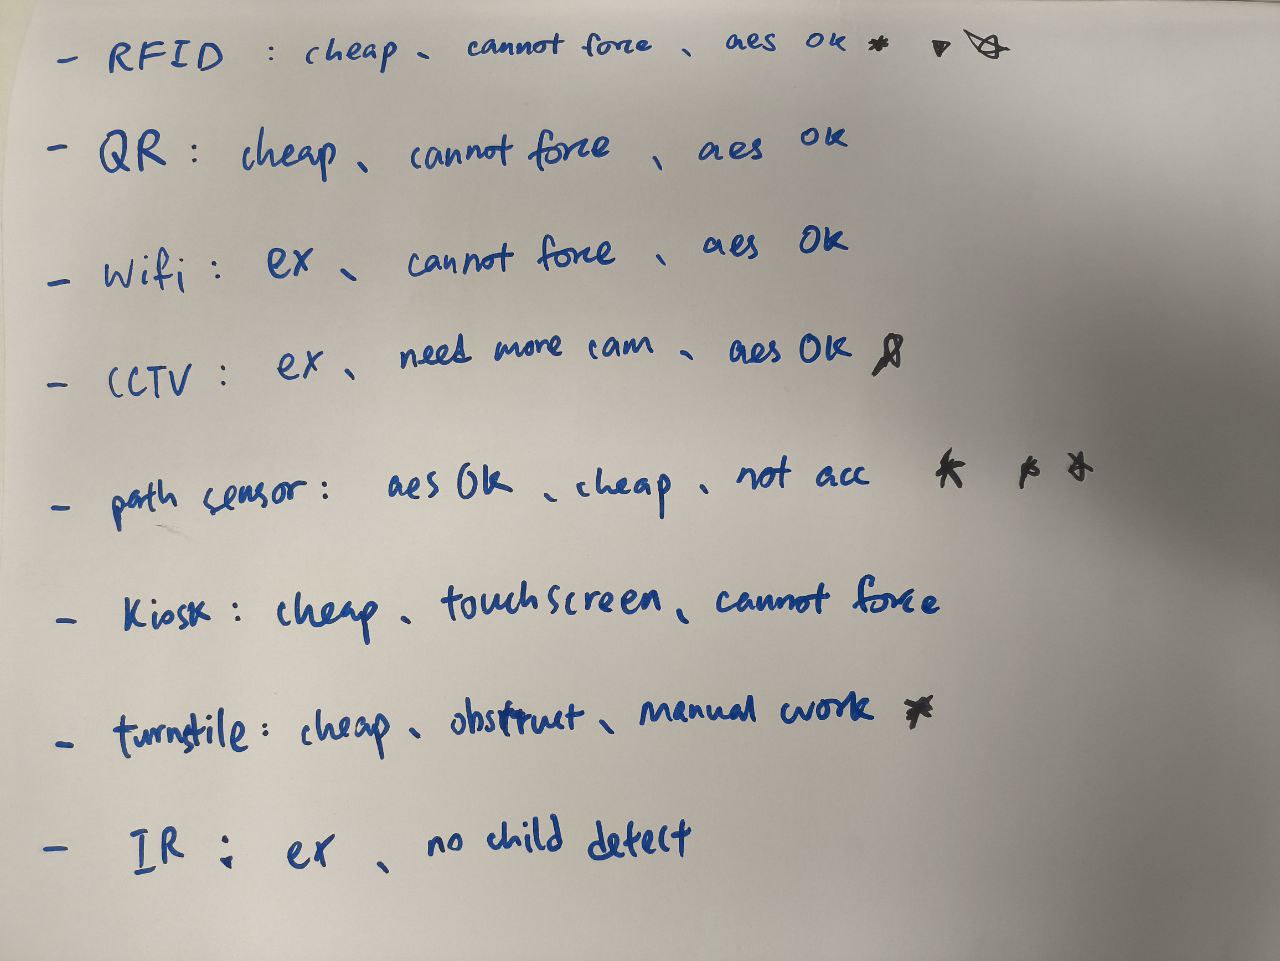 - RFID : cheap、cannot force、aes ok *
- QR : cheap、cannot force、aes ok
- Wifi : ex、cannot force、aes OK
- CCTV : ex、need more cam、aes OK
- path sensor : aes OK、cheap、not acc
- Kiosk : cheap、touchscreen、cannot force
- turnstile : cheap、obstruct、manual work *
- IR : ex、no child detect